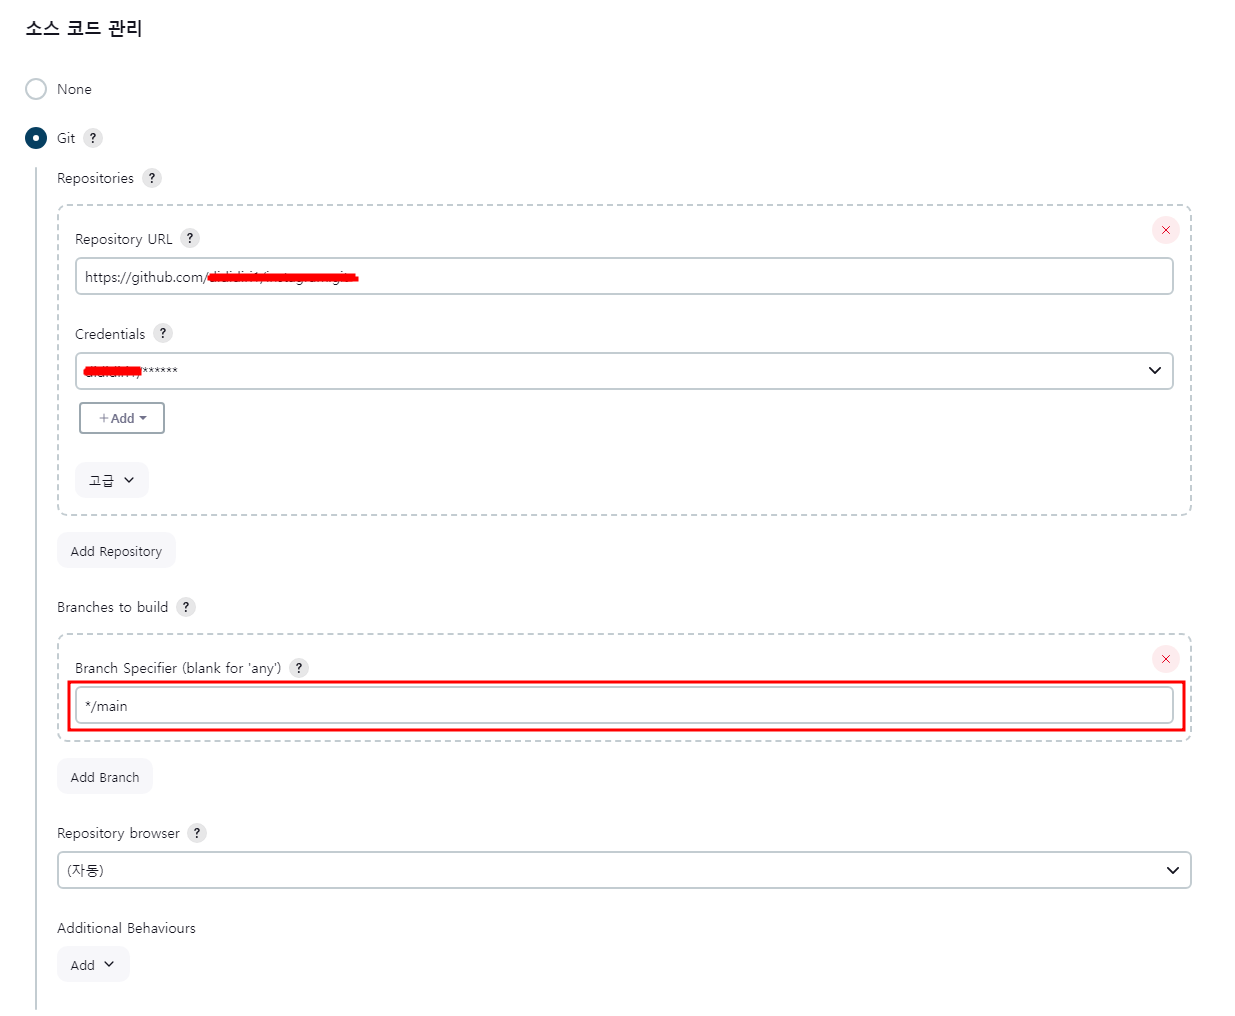 소스 코드 관리
None
Git ?
Repositories ?
Repository URL ?
https://github.com/
Credentials ?
/******
+Add
고급
Add Repository
Branches to build ?
Branch Specifier (blank for 'any') ?
*/main
Add Branch
Repository browser ?
(자동)
Additional Behaviours
Add